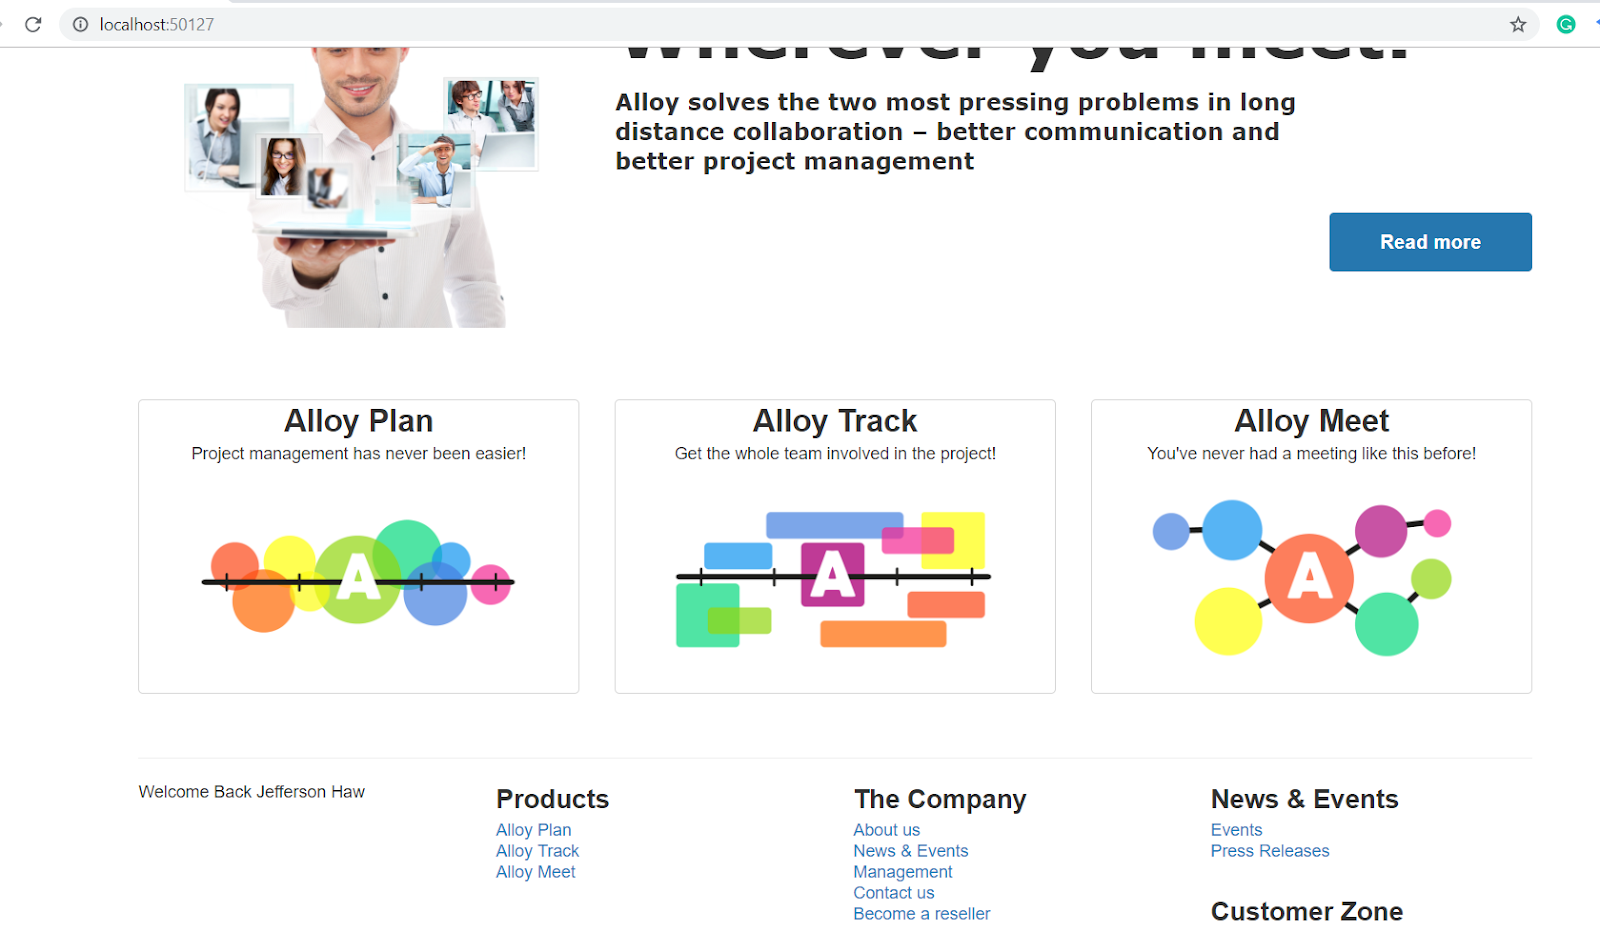 localhost:50127
Wherever you meet!
Alloy solves the two most pressing problems in long
distance collaboration – better communication and
better project management
Read more
Alloy Plan
Project management has never been easier!
A
Alloy Track
Get the whole team involved in the project!
A
Alloy Meet
You've never had a meeting like this before!
A
Welcome Back Jefferson Haw
Products
Alloy Plan
Alloy Track
Alloy Meet
The Company
About us
News & Events
Management
Contact us
Become a reseller
News & Events
Events
Press Releases
Customer Zone